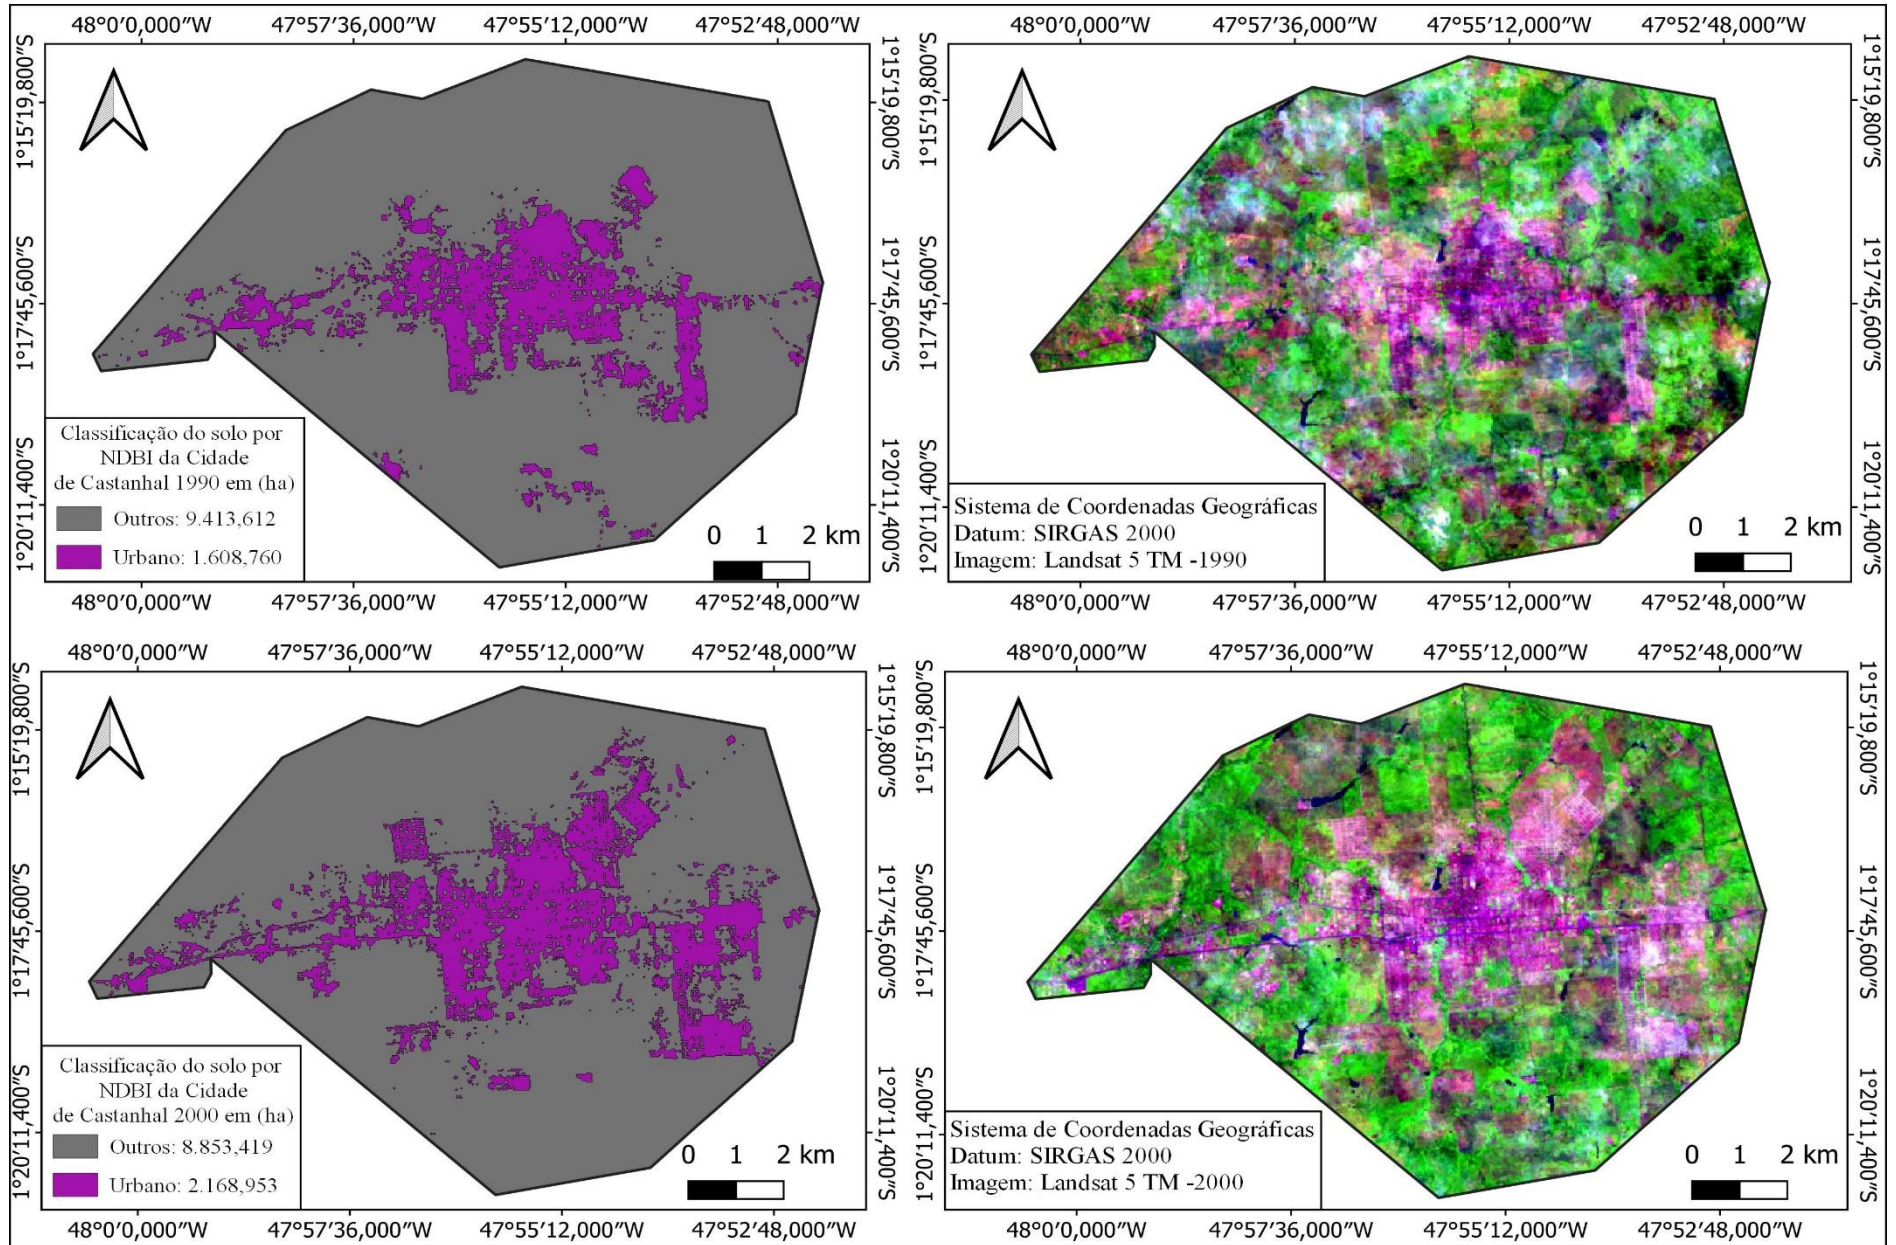 48°0′0,000″W 47°57′36,000″W 47°55′12,000″W 47°52′48,000″W
1°15′19,800″S
1°17′45,600″S
1°20′11,400″S
1°15′19,800″S
1°17′45,600″S
1°20′11,400″S
Classificação do solo por
NDBI da Cidade
de Castanhal 1990 em (ha)
Outros: 9.413,612
Urbano: 1.608,760
0 1 2 km
48°0′0,000″W 47°57′36,000″W 47°55′12,000″W 47°52′48,000″W
48°0′0,000″W 47°57′36,000″W 47°55′12,000″W 47°52′48,000″W
1°15′19,800″S
1°17′45,600″S
1°20′11,400″S
1°15′19,800″S
1°17′45,600″S
1°20′11,400″S
Sistema de Coordenadas Geográficas
Datum: SIRGAS 2000
Imagem: Landsat 5 TM -1990
0 1 2 km
48°0′0,000″W 47°57′36,000″W 47°55′12,000″W 47°52′48,000″W
48°0′0,000″W 47°57′36,000″W 47°55′12,000″W 47°52′48,000″W
1°15′19,800″S
1°17′45,600″S
1°20′11,400″S
1°15′19,800″S
1°17′45,600″S
1°20′11,400″S
Classificação do solo por
NDBI da Cidade
de Castanhal 2000 em (ha)
Outros: 8.853,419
Urbano: 2.168,953
0 1 2 km
48°0′0,000″W 47°57′36,000″W 47°55′12,000″W 47°52′48,000″W
48°0′0,000″W 47°57′36,000″W 47°55′12,000″W 47°52′48,000″W
1°15′19,800″S
1°17′45,600″S
1°20′11,400″S
1°15′19,800″S
1°17′45,600″S
1°20′11,400″S
Sistema de Coordenadas Geográficas
Datum: SIRGAS 2000
Imagem: Landsat 5 TM -2000
0 1 2 km
48°0′0,000″W 47°57′36,000″W 47°55′12,000″W 47°52′48,000″W